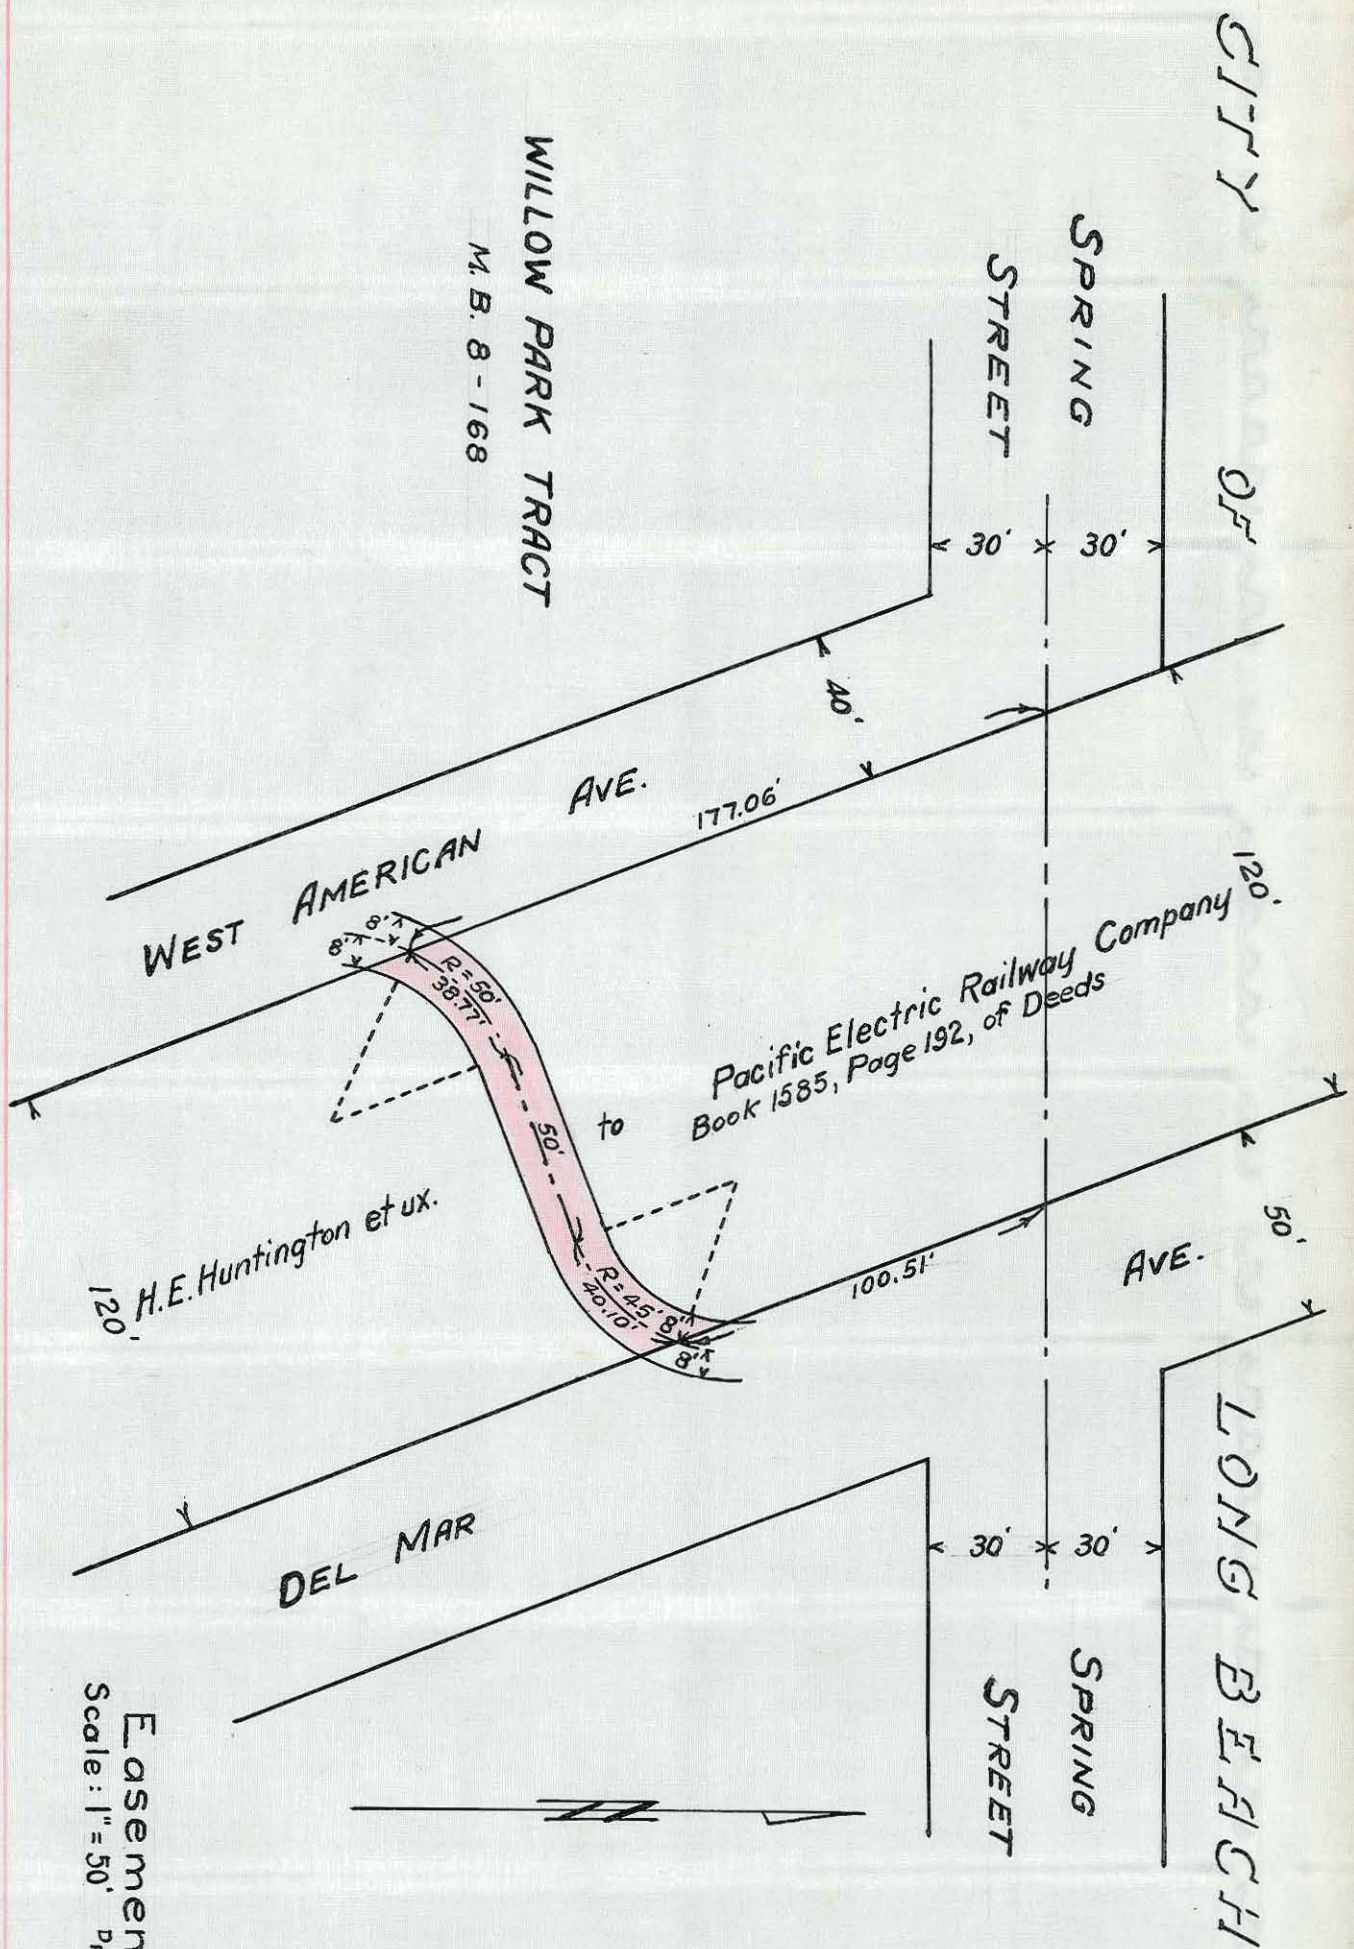 CITY OF LONG BEACH
SPRING
STREET
30'
30'
WILLOW PARK TRACT
M. B. 8 - 168
40'
WEST AMERICAN AVE.
177.06'
120'
8'
8'
R = 50'
38.77'
50'
R = 45'
40.10'
8'
8'
H. E. Huntington et ux.
to
Pacific Electric Railway Company
Book 1585, Page 192, of Deeds
120'
100.51'
50'
DEL MAR AVE.
30'
30'
SPRING
STREET
N
Easemen
Scale: 1" = 50'